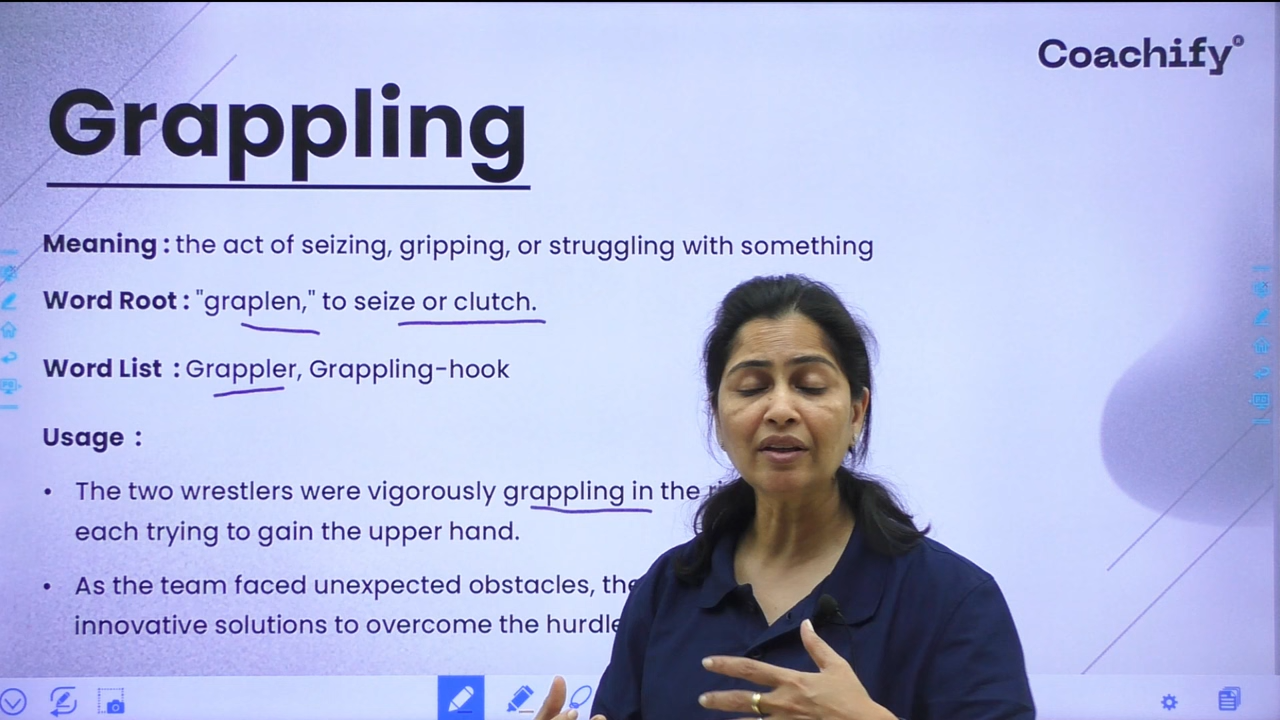 Coachify
Grappling
Meaning : the act of seizing, gripping, or struggling with something
Word Root : "graplen," to seize or clutch.
Word List : Grappler, Grappling-hook
Usage :
• The two wrestlers were vigorously grappling in the
each trying to gain the upper hand.
• As the team faced unexpected obstacles,
innovative solutions to overcome the